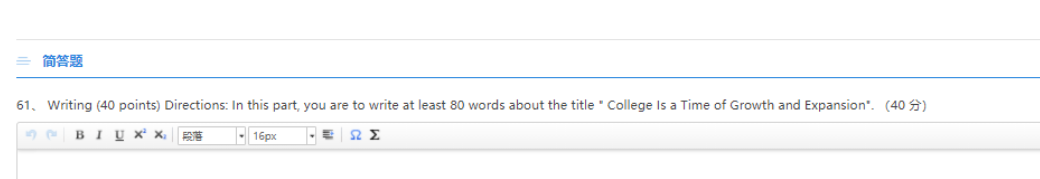 简答题
61、 Writing (40 points) Directions: In this part, you are to write at least 80 words about the title " College Is a Time of Growth and Expansion". (40 分)
B I U X² X₁ 段落 16px Ω Σ